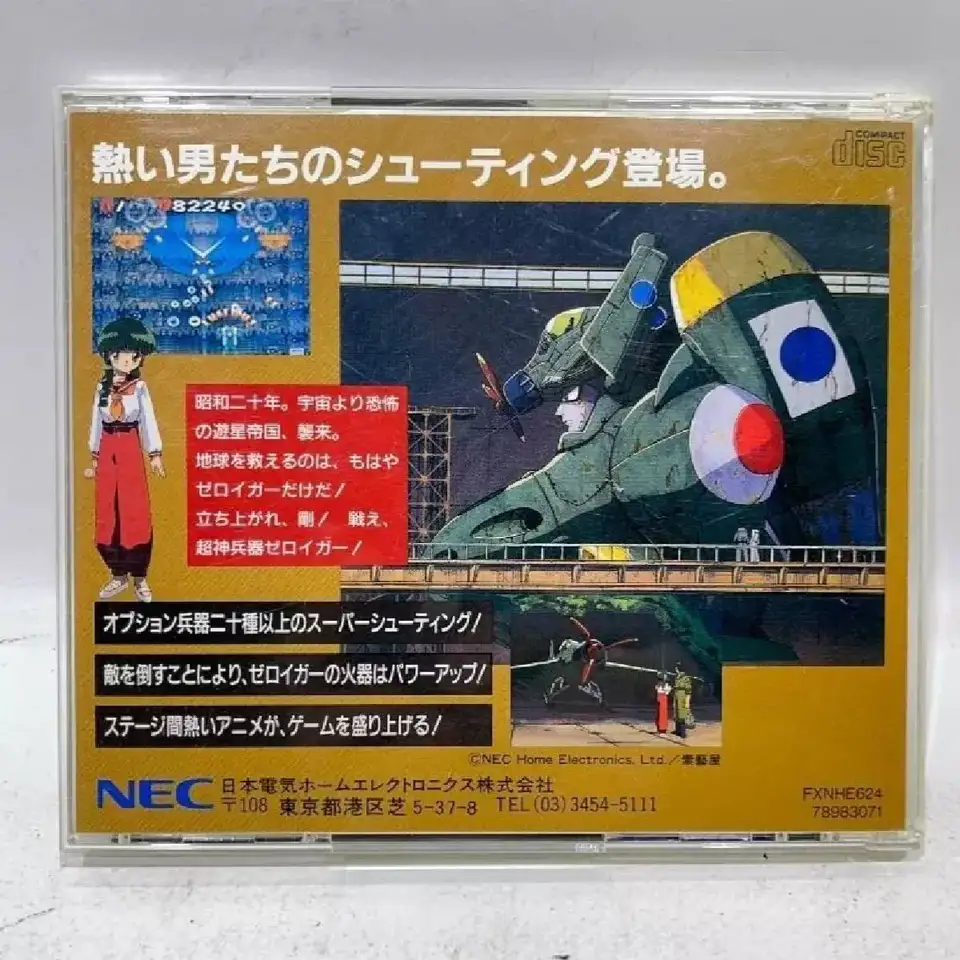 COMPACT
disc
熱い男たちのシューティング登場。
82240
昭和二十年。宇宙より恐怖
の遊星帝国、襲来。
地球を救えるのは、もはや
ゼロイガーだけだ!
立ち上がれ、剛! 戦え、
超神兵器ゼロイガー!
オプション兵器二十種以上のスーパーシューティング!
敵を倒すことにより、ゼロイガーの火器はパワーアップ!
ステージ間熱いアニメが、ゲームを盛り上げる!
©NEC Home Electronics, Ltd./素藝屋
NEC 日本電気ホームエレクトロニクス株式会社
〒108 東京都港区芝5-37-8 TEL(03)3454-5111
FXNHE624
78983071